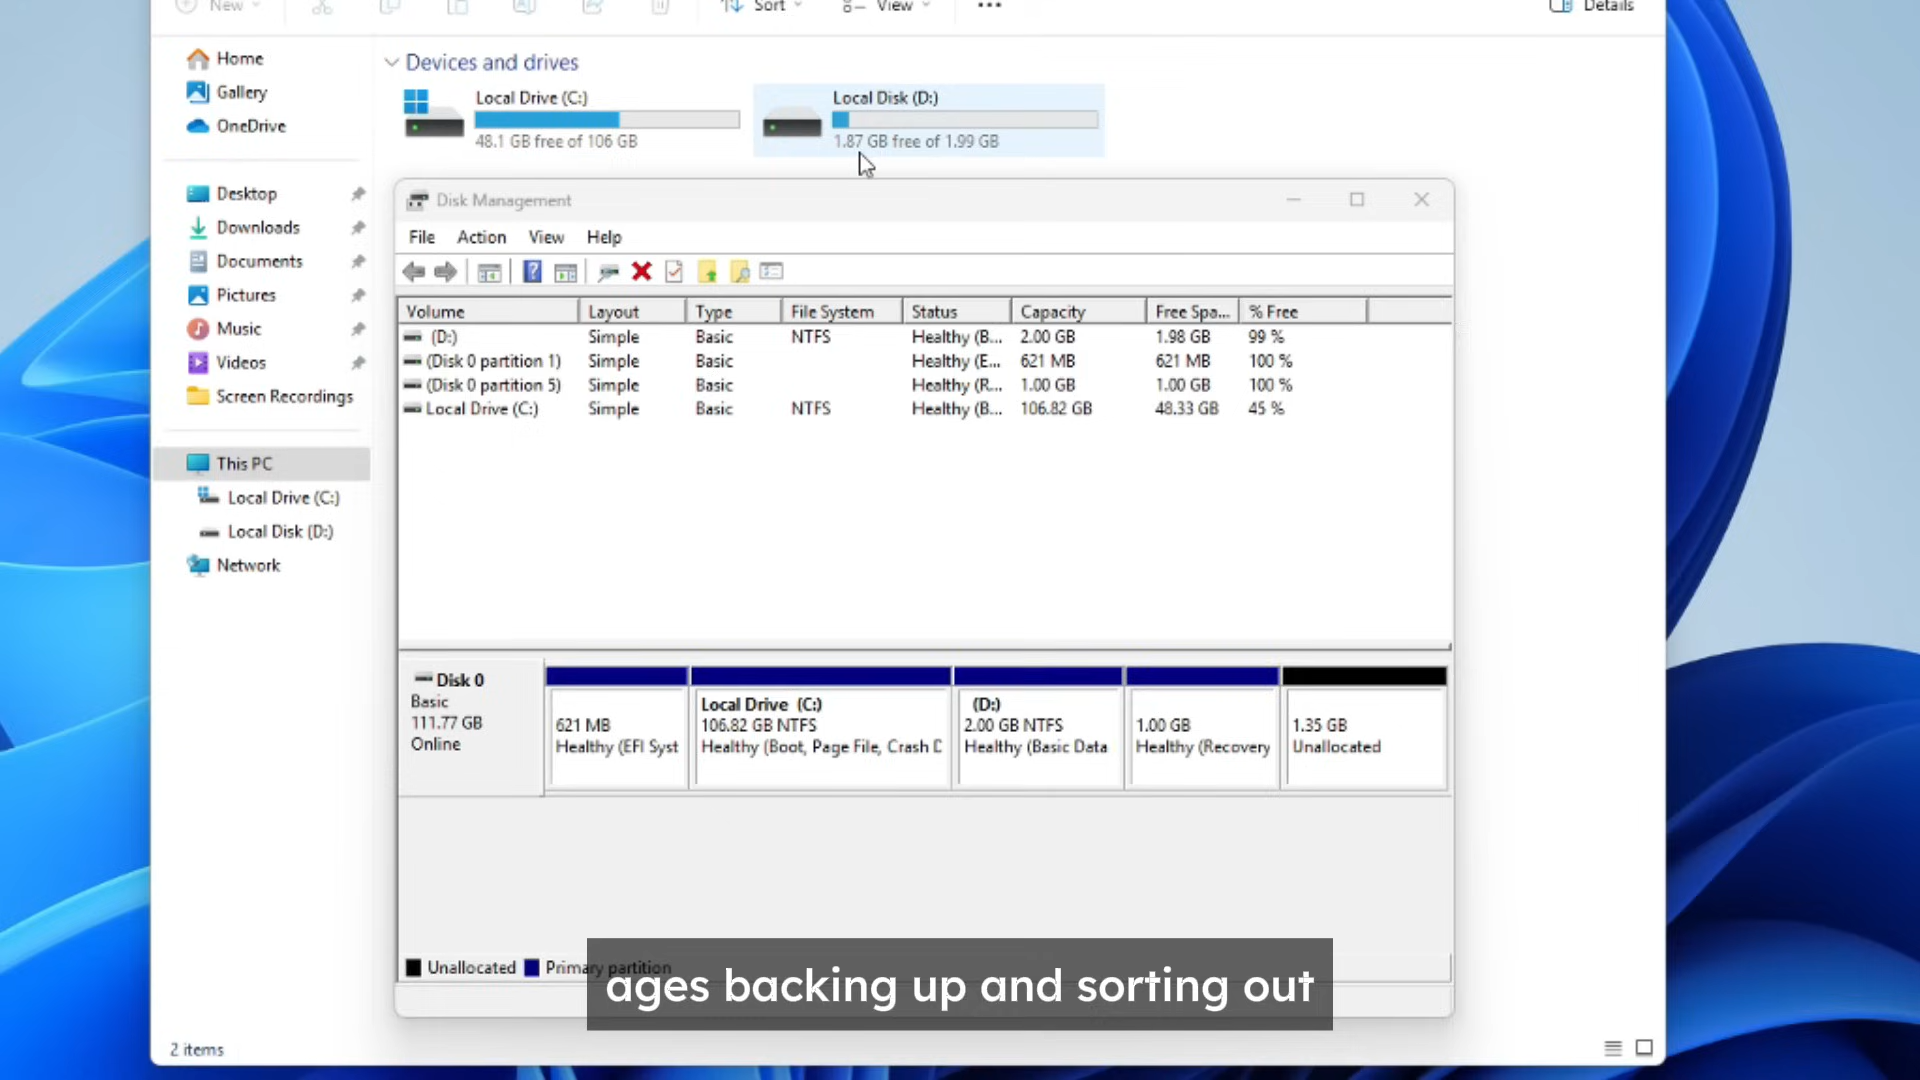 New
Sort
View
Details
Home
Gallery
OneDrive
Desktop
Downloads
Documents
Pictures
Music
Videos
Screen Recordings
This PC
Local Drive (C:)
Local Disk (D:)
Network
Devices and drives
Local Drive (C:)
48.1 GB free of 106 GB
Local Disk (D:)
1.87 GB free of 1.99 GB
Disk Management
File Action View Help
Volume Layout Type File System Status Capacity Free Spa... % Free
(D:) Simple Basic NTFS Healthy (B... 2.00 GB 1.98 GB 99 %
(Disk 0 partition 1) Simple Basic Healthy (E... 621 MB 621 MB 100 %
(Disk 0 partition 5) Simple Basic Healthy (R... 1.00 GB 1.00 GB 100 %
Local Drive (C:) Simple Basic NTFS Healthy (B... 106.82 GB 48.33 GB 45 %
Disk 0
Basic
111.77 GB
Online
621 MB
Healthy (EFI Syst
Local Drive (C:)
106.82 GB NTFS
Healthy (Boot, Page File, Crash D
(D:)
2.00 GB NTFS
Healthy (Basic Data
1.00 GB
Healthy (Recovery
1.35 GB
Unallocated
Unallocated Primary partition
ages backing up and sorting out
2 items